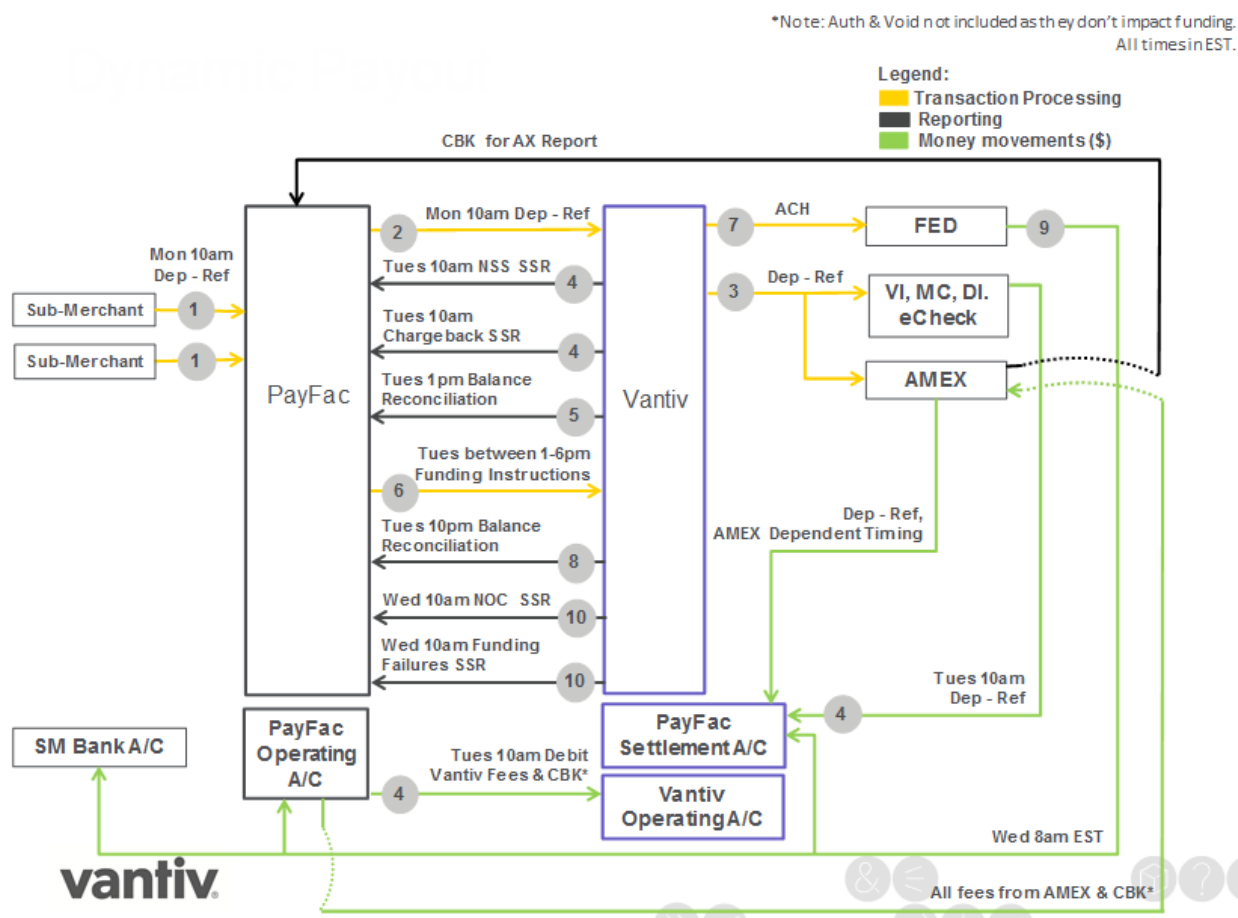 *Note: Auth & Void not included as they don't impact funding.
All times in EST.
Dynamic Payout
Legend:
Transaction Processing
Reporting
Money movements ($)
CBK for AX Report
Mon 10am
Dep - Ref
Sub-Merchant
1
Sub-Merchant
1
PayFac
2
Mon 10am Dep - Ref
Tues 10am NSS SSR
4
Tues 10am
Chargeback SSR
4
Tues 1pm Balance
Reconciliation
5
Tues between 1-6pm
Funding Instructions
6
Tues 10pm Balance
Reconciliation
8
Wed 10am NOC SSR
10
Wed 10am Funding
Failures SSR
10
Vantiv
7
ACH
FED
9
3
Dep - Ref
VI, MC, DI.
eCheck
AMEX
Dep - Ref,
AMEX Dependent Timing
Tues 10am
Dep - Ref
4
PayFac
Settlement A/C
SM Bank A/C
PayFac
Operating
A/C
Tues 10am Debit
Vantiv Fees & CBK*
4
Vantiv
Operating A/C
Wed 8am EST
vantiv
All fees from AMEX & CBK*